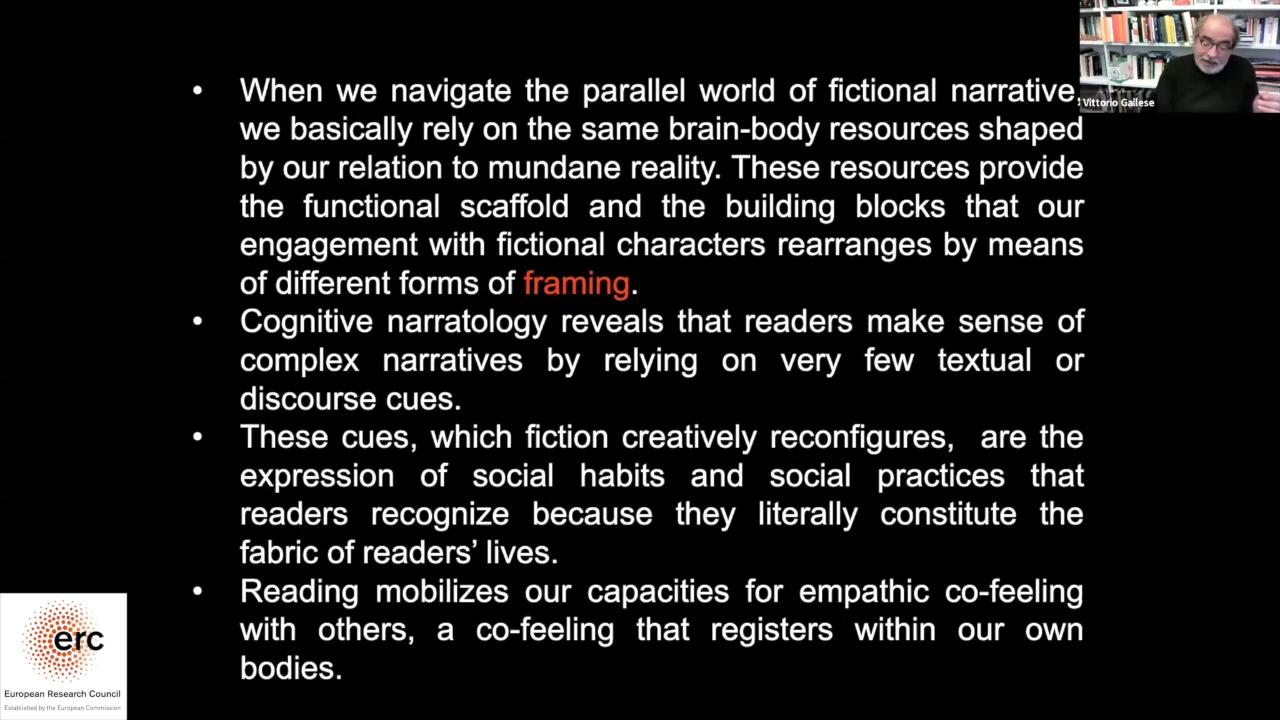 • When we navigate the parallel world of fictional narrative,
we basically rely on the same brain-body resources shaped
by our relation to mundane reality. These resources provide
the functional scaffold and the building blocks that our
engagement with fictional characters rearranges by means
of different forms of framing.
• Cognitive narratology reveals that readers make sense of
complex narratives by relying on very few textual or
discourse cues.
• These cues, which fiction creatively reconfigures, are the
expression of social habits and social practices that
readers recognize because they literally constitute the
fabric of readers’ lives.
• Reading mobilizes our capacities for empathic co-feeling
with others, a co-feeling that registers within our own
bodies.
Vittorio Gallese
erc
European Research Council
Established by the European Commission